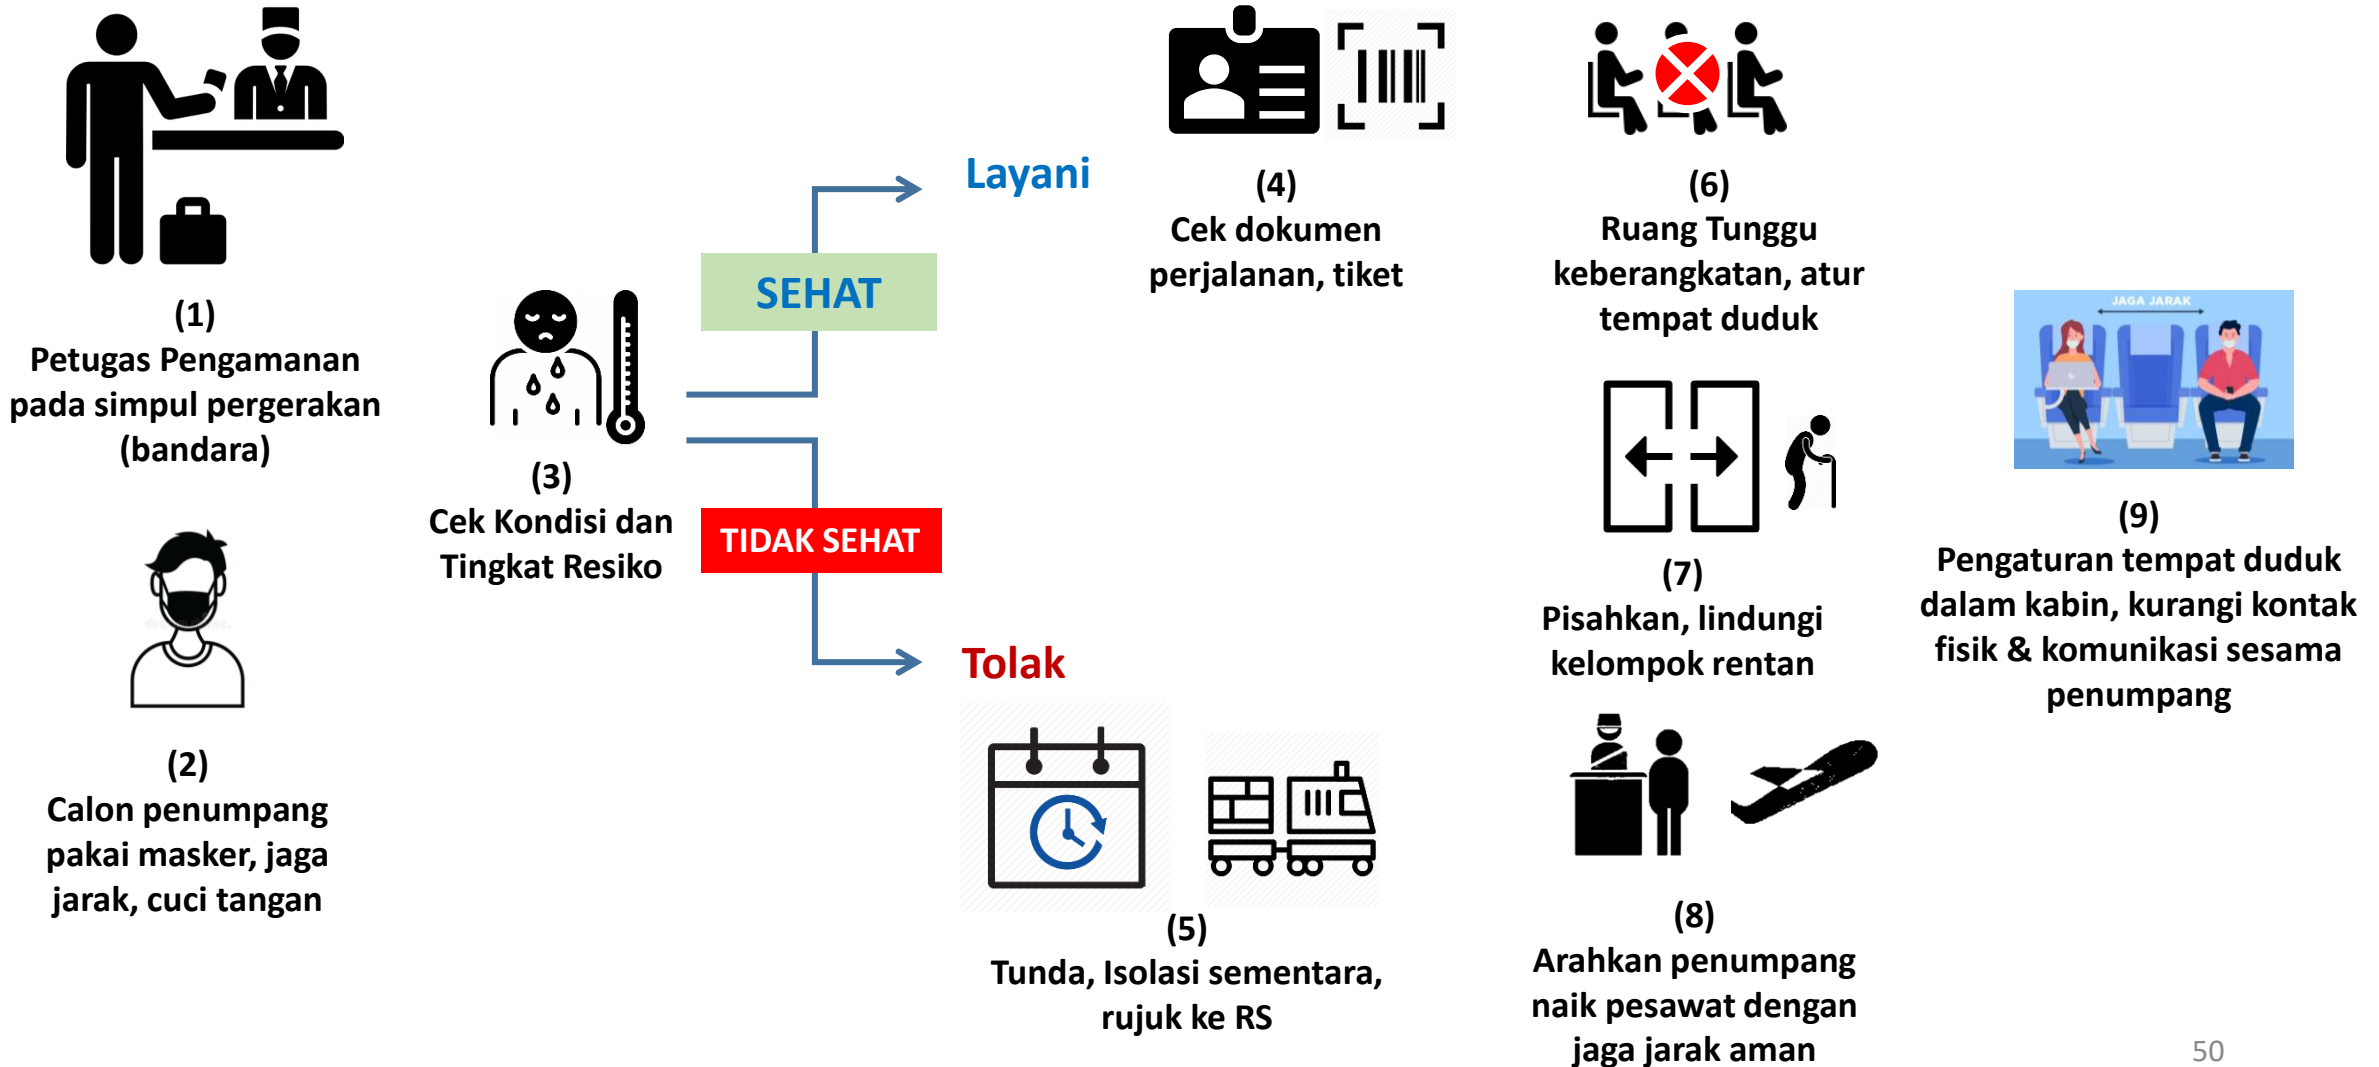 (1)
Petugas Pengamanan
pada simpul pergerakan
(bandara)
(2)
Calon penumpang
pakai masker, jaga
jarak, cuci tangan
(3)
Cek Kondisi dan
Tingkat Resiko
SEHAT
TIDAK SEHAT
Layani
(4)
Cek dokumen
perjalanan, tiket
Tolak
(5)
Tunda, Isolasi sementara,
rujuk ke RS
(6)
Ruang Tunggu
keberangkatan, atur
tempat duduk
(7)
Pisahkan, lindungi
kelompok rentan
(8)
Arahkan penumpang
naik pesawat dengan
jaga jarak aman
JAGA JARAK
(9)
Pengaturan tempat duduk
dalam kabin, kurangi kontak
fisik & komunikasi sesama
penumpang
50